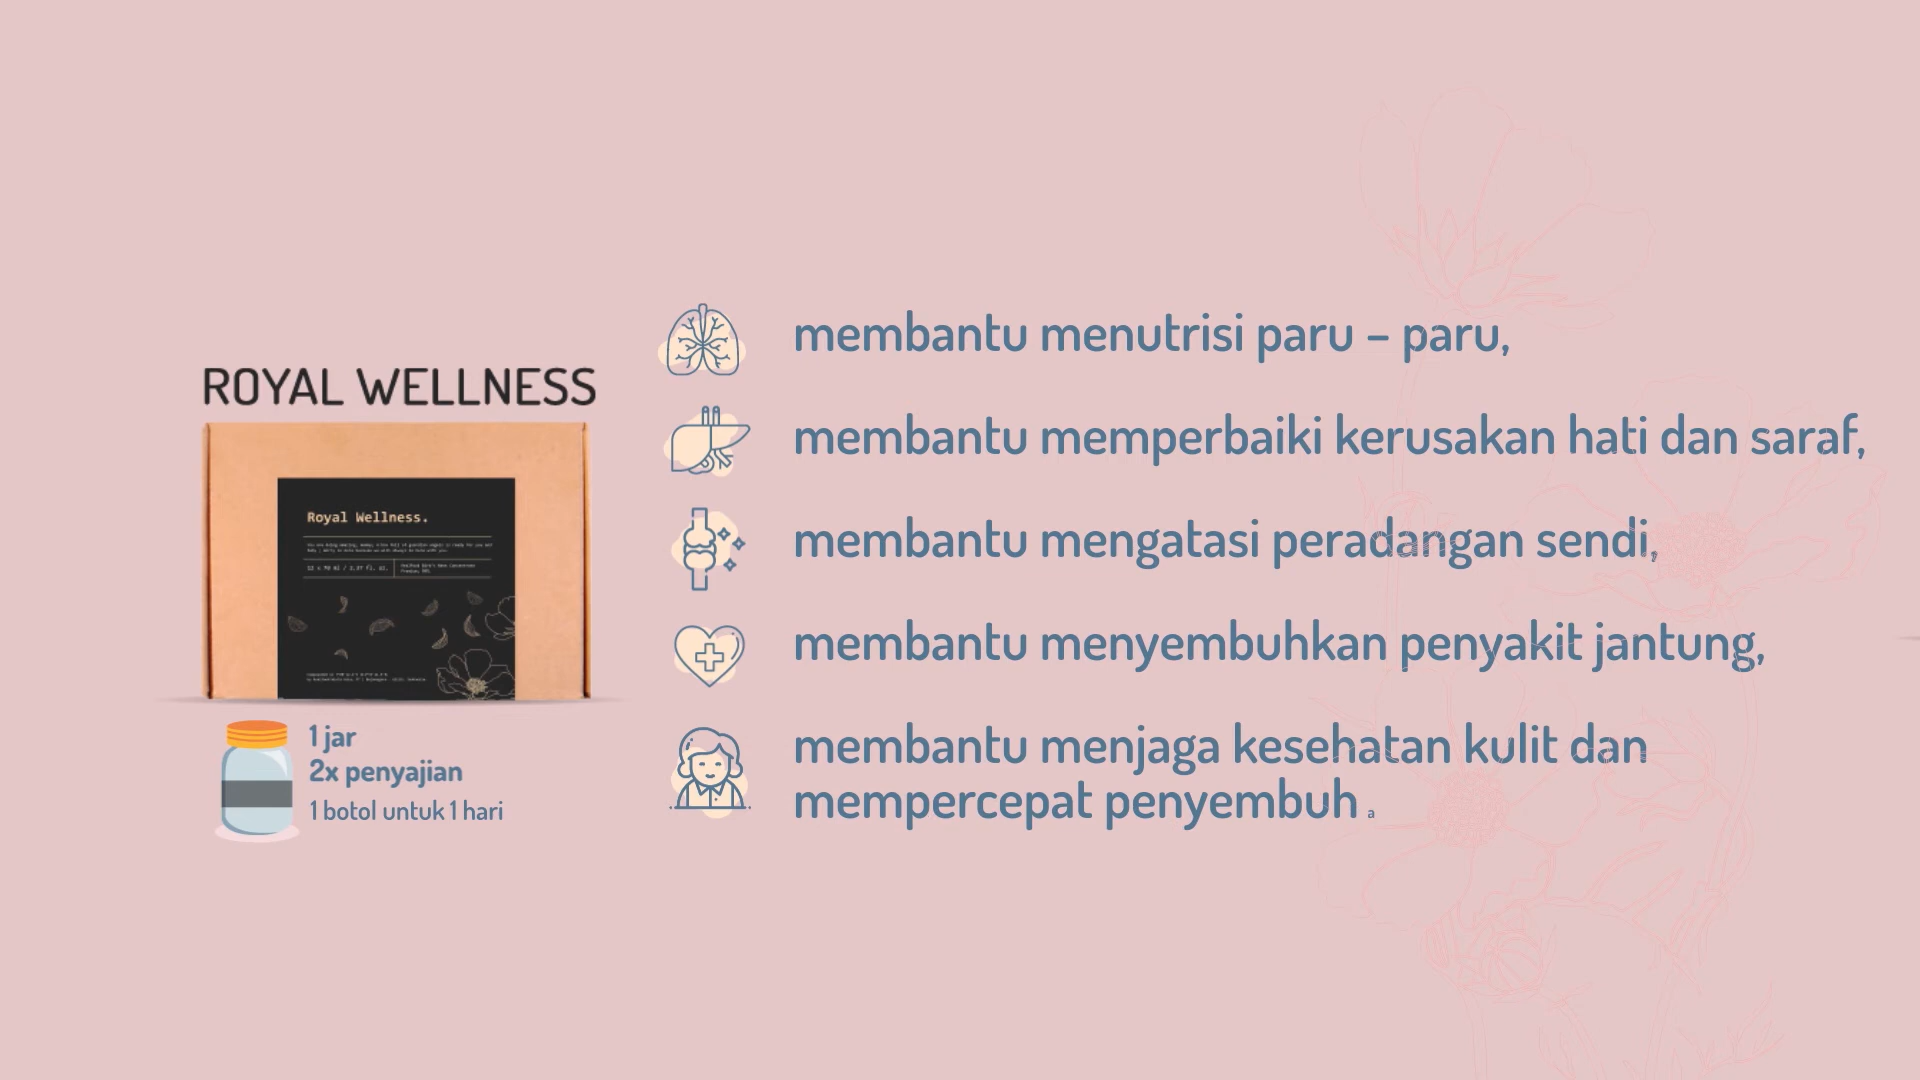 ROYAL WELLNESS
Royal Wellness.
1 jar
2x penyajian
1 botol untuk 1 hari
membantu menutrisi paru – paru,
membantu memperbaiki kerusakan hati dan saraf,
membantu mengatasi peradangan sendi,
membantu menyembuhkan penyakit jantung,
membantu menjaga kesehatan kulit dan
mempercepat penyembuh a